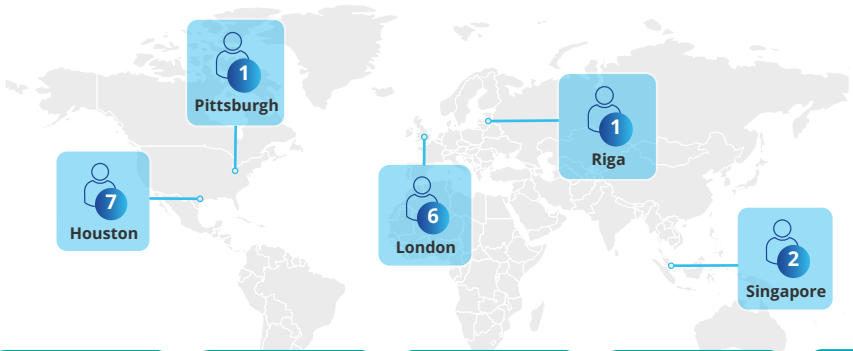 1
Pittsburgh
1
Riga
7
Houston
6
London
2
Singapore